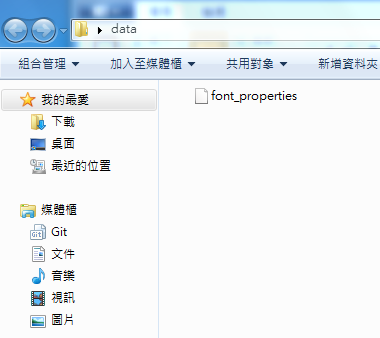 data
組合管理 加入至媒體櫃 共用對象 新增資料夾
我的最愛
下載
桌面
最近的位置
媒體櫃
Git
文件
音樂
視訊
圖片
font_properties